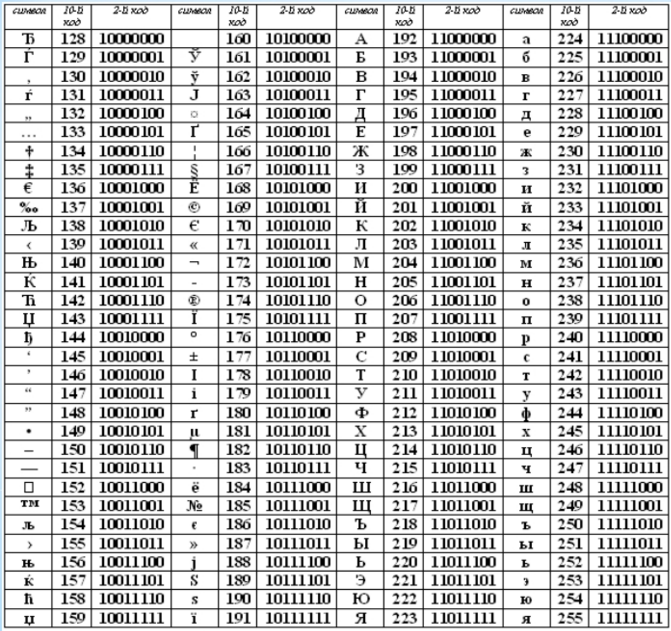 символ 10-й код 2-й код символ 10-й код 2-й код символ 10-й код 2-й код символ 10-й код 2-й код
Ђ 128 10000000 160 10100000 А 192 11000000 а 224 11100000
Ѓ 129 10000001 Ў 161 10100001 Б 193 11000001 б 225 11100001
‚ 130 10000010 ў 162 10100010 В 194 11000010 в 226 11100010
ѓ 131 10000011 Ј 163 10100011 Г 195 11000011 г 227 11100011
„ 132 10000100 ¤ 164 10100100 Д 196 11000100 д 228 11100100
… 133 10000101 Ґ 165 10100101 Е 197 11000101 е 229 11100101
† 134 10000110 ¦ 166 10100110 Ж 198 11000110 ж 230 11100110
‡ 135 10000111 § 167 10100111 З 199 11000111 з 231 11100111
€ 136 10001000 Ё 168 10101000 И 200 11001000 и 232 11101000
‰ 137 10001001 © 169 10101001 Й 201 11001001 й 233 11101001
Љ 138 10001010 Є 170 10101010 К 202 11001010 к 234 11101010
‹ 139 10001011 « 171 10101011 Л 203 11001011 л 235 11101011
Њ 140 10001100 ¬ 172 10101100 М 204 11001100 м 236 11101100
Ќ 141 10001101 - 173 10101101 Н 205 11001101 н 237 11101101
Ћ 142 10001110 ® 174 10101110 О 206 11001110 о 238 11101110
Џ 143 10001111 Ї 175 10101111 П 207 11001111 п 239 11101111
ђ 144 10010000 ° 176 10110000 Р 208 11010000 р 240 11110000
‘ 145 10010001 ± 177 10110001 С 209 11010001 с 241 11110001
’ 146 10010010 І 178 10110010 Т 210 11010010 т 242 11110010
“ 147 10010011 і 179 10110011 У 211 11010011 у 243 11110011
” 148 10010100 ґ 180 10110100 Ф 212 11010100 ф 244 11110100
• 149 10010101 µ 181 10110101 Х 213 11010101 х 245 11110101
– 150 10010110 ¶ 182 10110110 Ц 214 11010110 ц 246 11110110
— 151 10010111 · 183 10110111 Ч 215 11010111 ч 247 11110111
□ 152 10011000 ё 184 10111000 Ш 216 11011000 ш 248 11111000
™ 153 10011001 № 185 10111001 Щ 217 11011001 щ 249 11111001
љ 154 10011010 є 186 10111010 Ъ 218 11011010 ъ 250 11111010
› 155 10011011 » 187 10111011 Ы 219 11011011 ы 251 11111011
њ 156 10011100 ј 188 10111100 Ь 220 11011100 ь 252 11111100
ќ 157 10011101 Ѕ 189 10111101 Э 221 11011101 э 253 11111101
ћ 158 10011110 ѕ 190 10111110 Ю 222 11011110 ю 254 11111110
џ 159 10011111 ї 191 10111111 Я 223 11011111 я 255 11111111